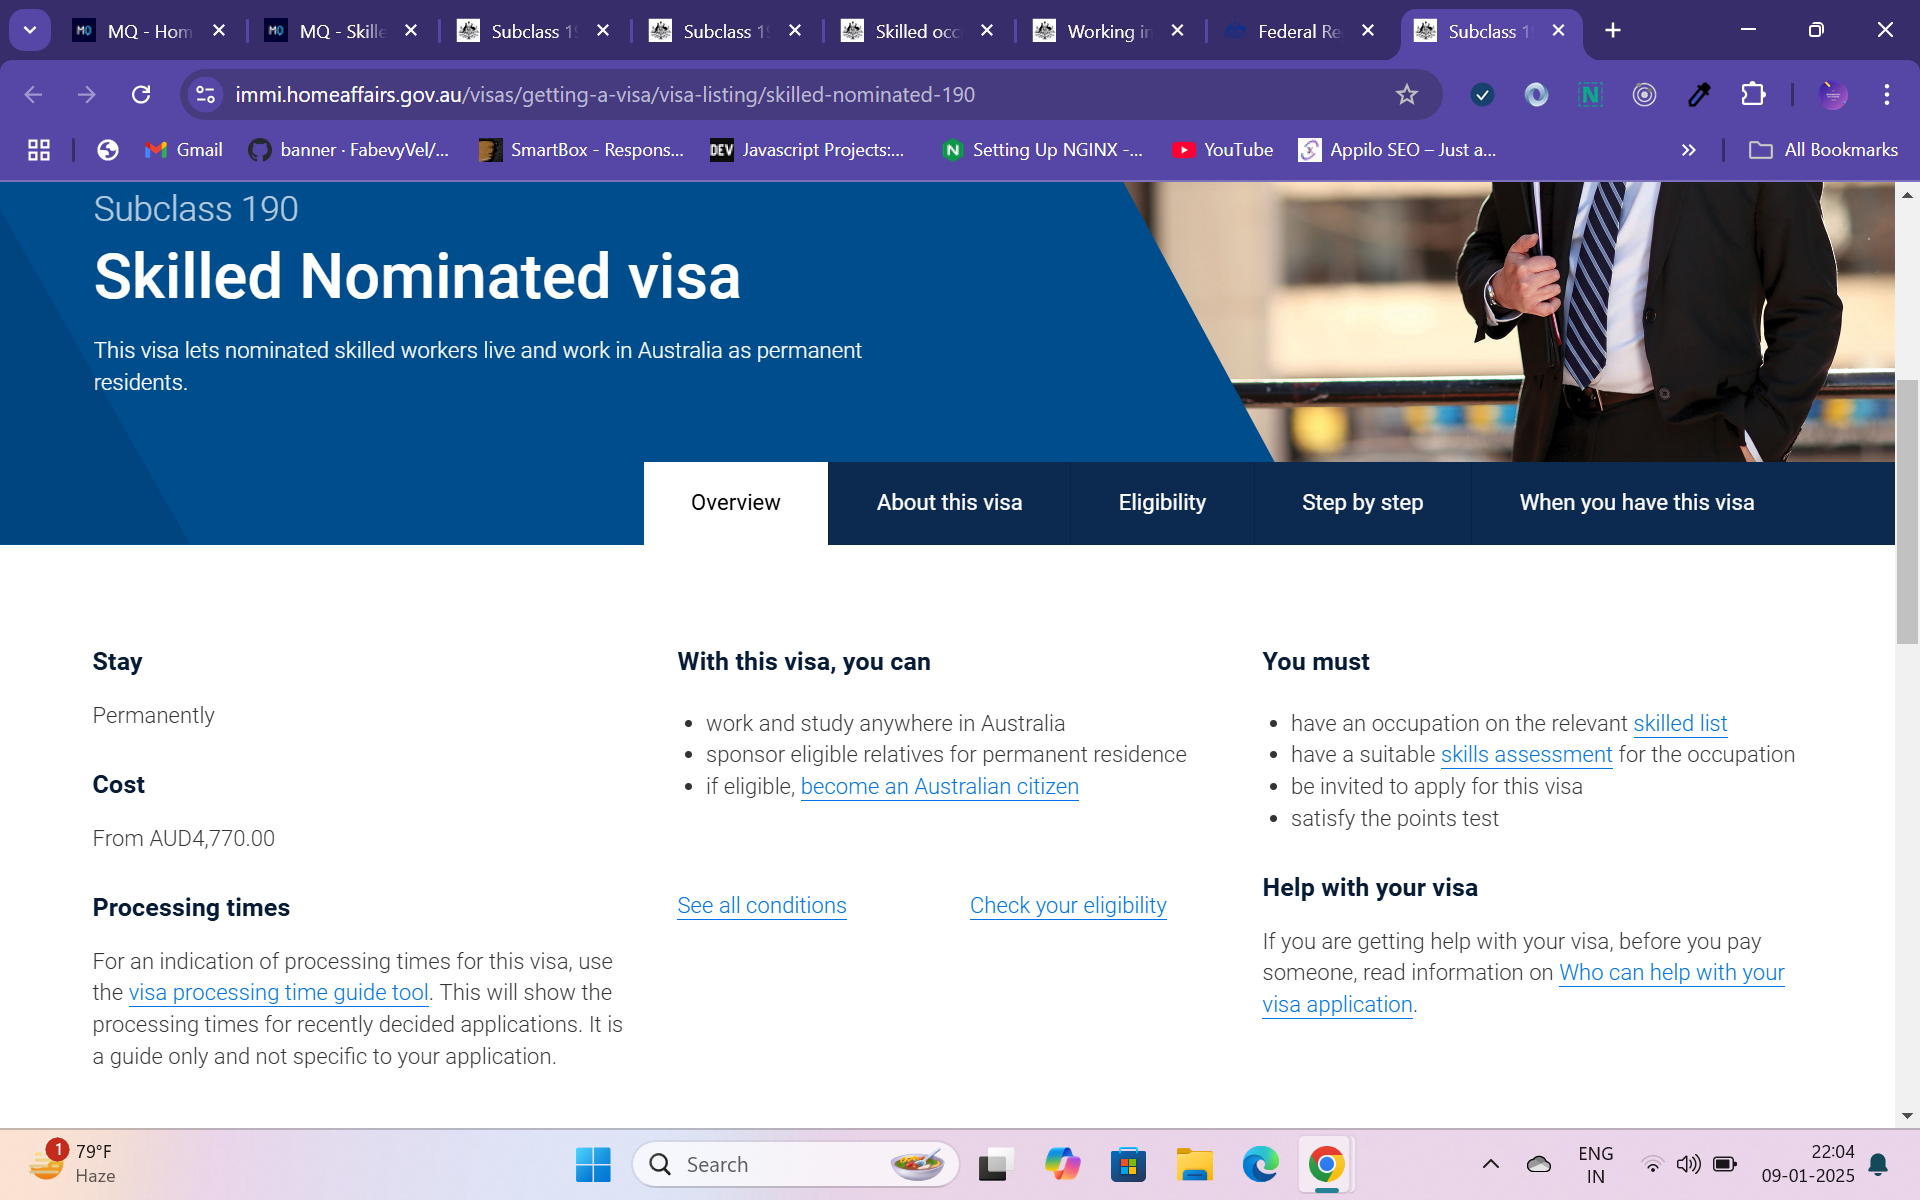 MQ - Hom
MQ - Skille
Subclass 19
Subclass 19
Skilled occ
Working in
Federal Re
Subclass 19
immi.homeaffairs.gov.au/visas/getting-a-visa/visa-listing/skilled-nominated-190
Gmail
banner · FabevyVel/...
SmartBox - Respons...
DEV
Javascript Projects:...
Setting Up NGINX -...
YouTube
Appilo SEO – Just a...
All Bookmarks
Subclass 190
Skilled Nominated visa
This visa lets nominated skilled workers live and work in Australia as permanent
residents.
Overview
About this visa
Eligibility
Step by step
When you have this visa
Stay
Permanently
Cost
From AUD4,770.00
Processing times
For an indication of processing times for this visa, use
the visa processing time guide tool. This will show the
processing times for recently decided applications. It is
a guide only and not specific to your application.
With this visa, you can
• work and study anywhere in Australia
• sponsor eligible relatives for permanent residence
• if eligible, become an Australian citizen
See all conditions
Check your eligibility
You must
• have an occupation on the relevant skilled list
• have a suitable skills assessment for the occupation
• be invited to apply for this visa
• satisfy the points test
Help with your visa
If you are getting help with your visa, before you pay
someone, read information on Who can help with your
visa application.
1
79°F
Haze
Search
ENG
IN
22:04
09-01-2025